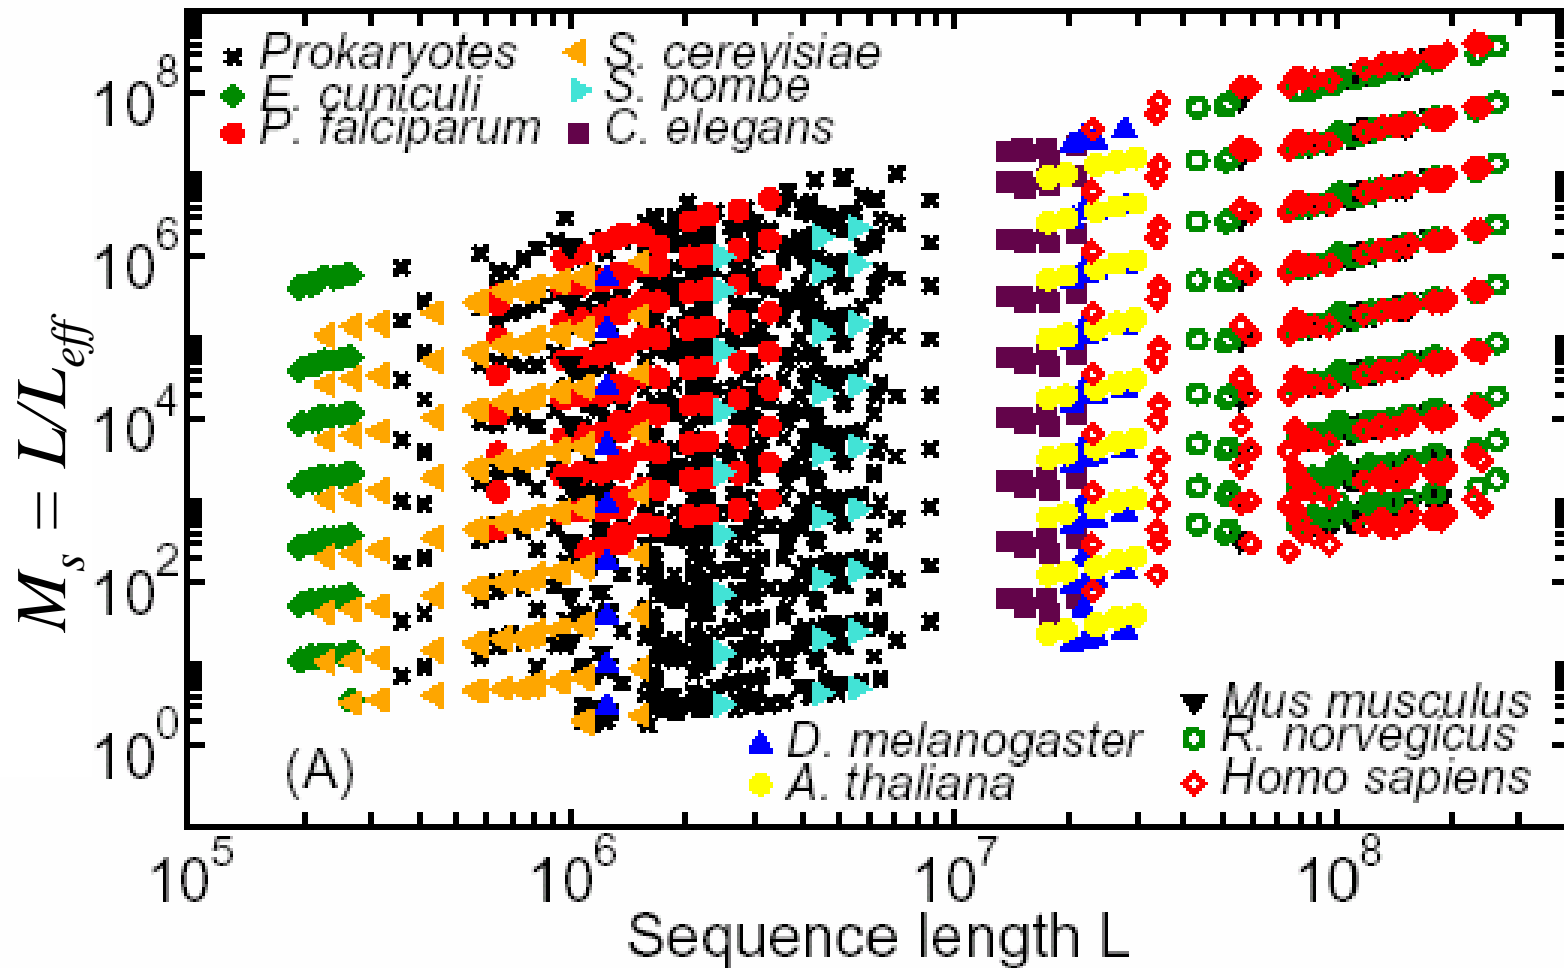 Prokaryotes
E. cuniculi
P. falciparum
S. cerevisiae
S. pombe
C. elegans
10^8
10^6
10^4
10^2
10^0
M_s = L/L_eff
(A)
D. melanogaster
A. thaliana
Mus musculus
R. norvegicus
Homo sapiens
10^5 10^6 10^7 10^8
Sequence length L